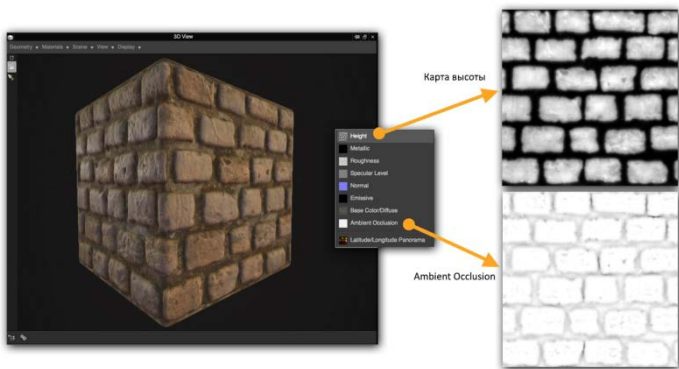 3D View
Geometry Materials Scene View Display
Карта высоты
Height
Metallic
Roughness
Specular Level
Normal
Emissive
Base Color/Diffuse
Ambient Occlusion
Latitude/Longitude Panorama
Ambient Occlusion